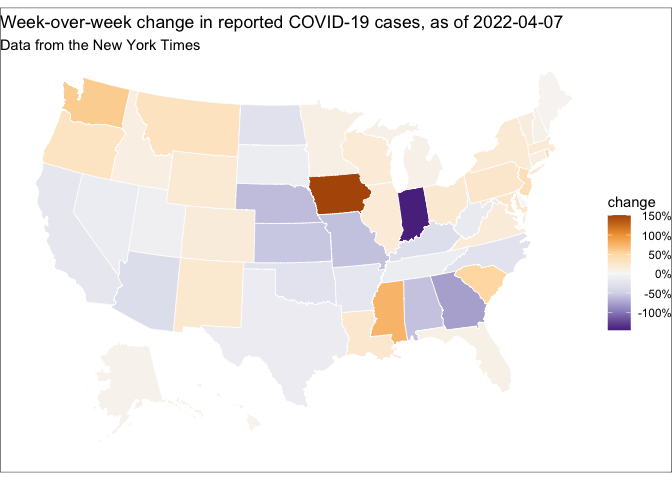 Week-over-week change in reported COVID-19 cases, as of 2022-04-07
Data from the New York Times
change
150%
100%
50%
0%
-50%
-100%